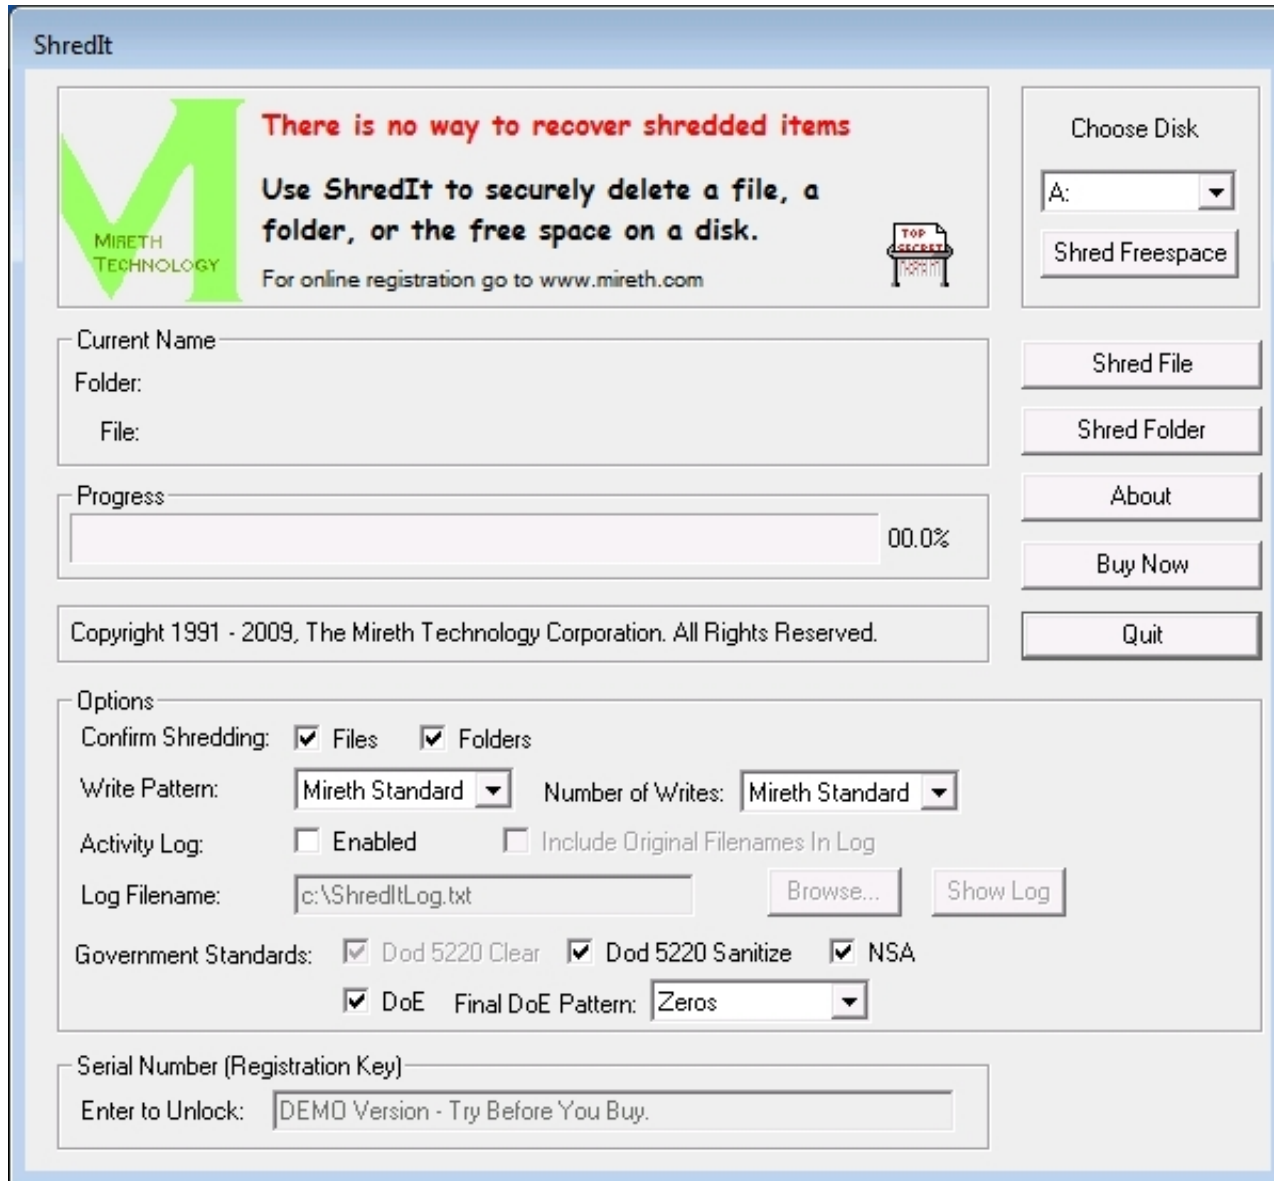 ShredIt
MIRETH
TECHNOLOGY
There is no way to recover shredded items
Use ShredIt to securely delete a file, a
folder, or the free space on a disk.
For online registration go to www.mireth.com
TOP
SECRET
Choose Disk
A:
Shred Freespace
Current Name
Folder:
File:
Shred File
Shred Folder
Progress
00.0%
About
Buy Now
Copyright 1991 - 2009, The Mireth Technology Corporation. All Rights Reserved.
Quit
Options
Confirm Shredding: Files Folders
Write Pattern: Mireth Standard Number of Writes: Mireth Standard
Activity Log: Enabled Include Original Filenames In Log
Log Filename: c:\ShredItLog.txt Browse... Show Log
Government Standards: Dod 5220 Clear Dod 5220 Sanitize NSA
DoE Final DoE Pattern: Zeros
Serial Number (Registration Key)
Enter to Unlock: DEMO Version - Try Before You Buy.